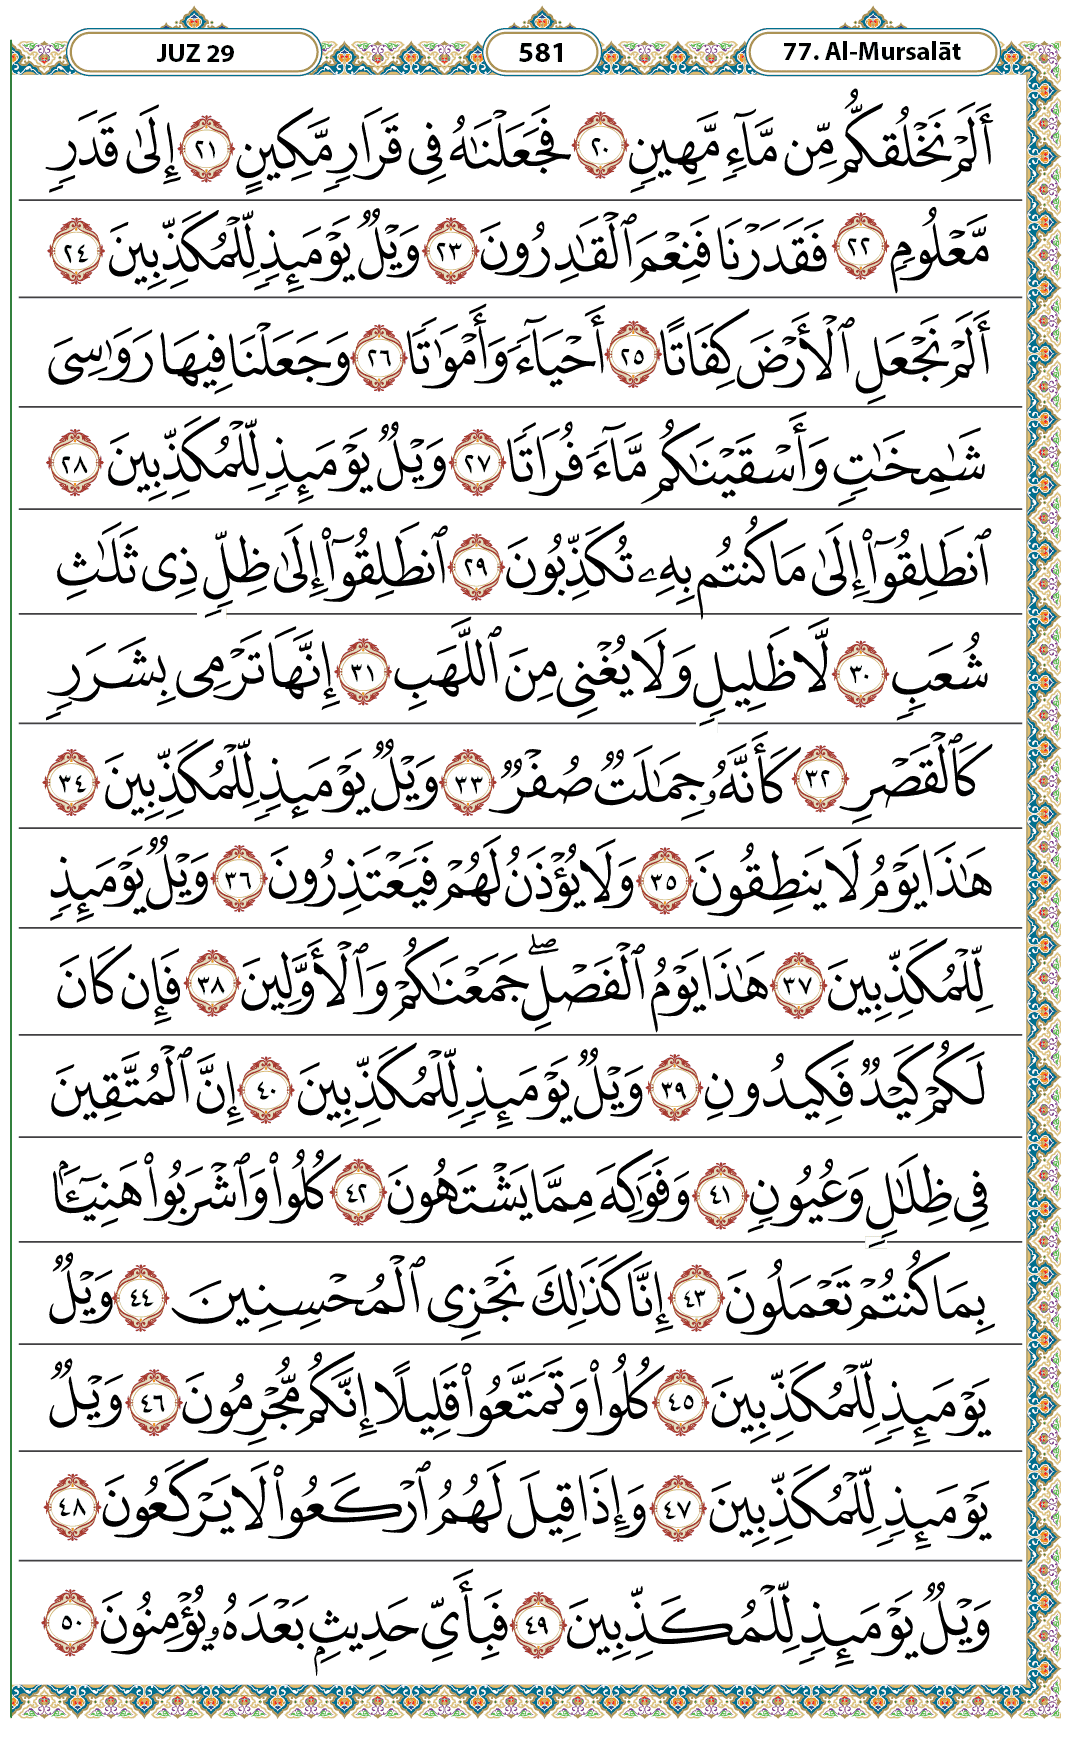 JUZ 29 581 77. Al-Mursalāt
أَلَمْ نَخْلُقكُّم مِّن مَّآءٍ مَّهِينٍ ٢٠ فَجَعَلْنَٰهُ فِى قَرَارٍ مَّكِينٍ ٢١ إِلَىٰ قَدَرٍ
مَّعْلُومٍ ٢٢ فَقَدَرْنَا فَنِعْمَ ٱلْقَٰدِرُونَ ٢٣ وَيْلٌ يَوْمَئِذٍ لِّلْمُكَذِّبِينَ ٢٤
أَلَمْ نَجْعَلِ ٱلْأَرْضَ كِفَاتًا ٢٥ أَحْيَآءً وَأَمْوَٰتًا ٢٦ وَجَعَلْنَا فِيهَا رَوَٰسِىَ
شَٰمِخَٰتٍ وَأَسْقَيْنَٰكُم مَّآءً فُرَاتًا ٢٧ وَيْلٌ يَوْمَئِذٍ لِّلْمُكَذِّبِينَ ٢٨
ٱنطَلِقُوٓا۟ إِلَىٰ مَا كُنتُم بِهِۦ تُكَذِّبُونَ ٢٩ ٱنطَلِقُوٓا۟ إِلَىٰ ظِلٍّ ذِى ثَلَٰثِ
شُعَبٍ ٣٠ لَّا ظَلِيلٍ وَلَا يُغْنِى مِنَ ٱللَّهَبِ ٣١ إِنَّهَا تَرْمِى بِشَرَرٍ
كَٱلْقَصْرِ ٣٢ كَأَنَّهُۥ جِمَٰلَتٌ صُفْرٌ ٣٣ وَيْلٌ يَوْمَئِذٍ لِّلْمُكَذِّبِينَ ٣٤
هَٰذَا يَوْمُ لَا يَنطِقُونَ ٣٥ وَلَا يُؤْذَنُ لَهُمْ فَيَعْتَذِرُونَ ٣٦ وَيْلٌ يَوْمَئِذٍ
لِّلْمُكَذِّبِينَ ٣٧ هَٰذَا يَوْمُ ٱلْفَصْلِ ۖ جَمَعْنَٰكُمْ وَٱلْأَوَّلِينَ ٣٨ فَإِن كَانَ
لَكُمْ كَيْدٌ فَكِيدُونِ ٣٩ وَيْلٌ يَوْمَئِذٍ لِّلْمُكَذِّبِينَ ٤٠ إِنَّ ٱلْمُتَّقِينَ
فِى ظِلَٰلٍ وَعُيُونٍ ٤١ وَفَوَٰكِهَ مِمَّا يَشْتَهُونَ ٤٢ كُلُوا۟ وَٱشْرَبُوا۟ هَنِيٓـًٔۢا
بِمَا كُنتُمْ تَعْمَلُونَ ٤٣ إِنَّا كَذَٰلِكَ نَجْزِى ٱلْمُحْسِنِينَ ٤٤ وَيْلٌ
يَوْمَئِذٍ لِّلْمُكَذِّبِينَ ٤٥ كُلُوا۟ وَتَمَتَّعُوا۟ قَلِيلًا إِنَّكُم مُّجْرِمُونَ ٤٦ وَيْلٌ
يَوْمَئِذٍ لِّلْمُكَذِّبِينَ ٤٧ وَإِذَا قِيلَ لَهُمُ ٱرْكَعُوا۟ لَا يَرْكَعُونَ ٤٨
وَيْلٌ يَوْمَئِذٍ لِّلْمُكَذِّبِينَ ٤٩ فَبِأَىِّ حَدِيثٍۭ بَعْدَهُۥ يُؤْمِنُونَ ٥٠